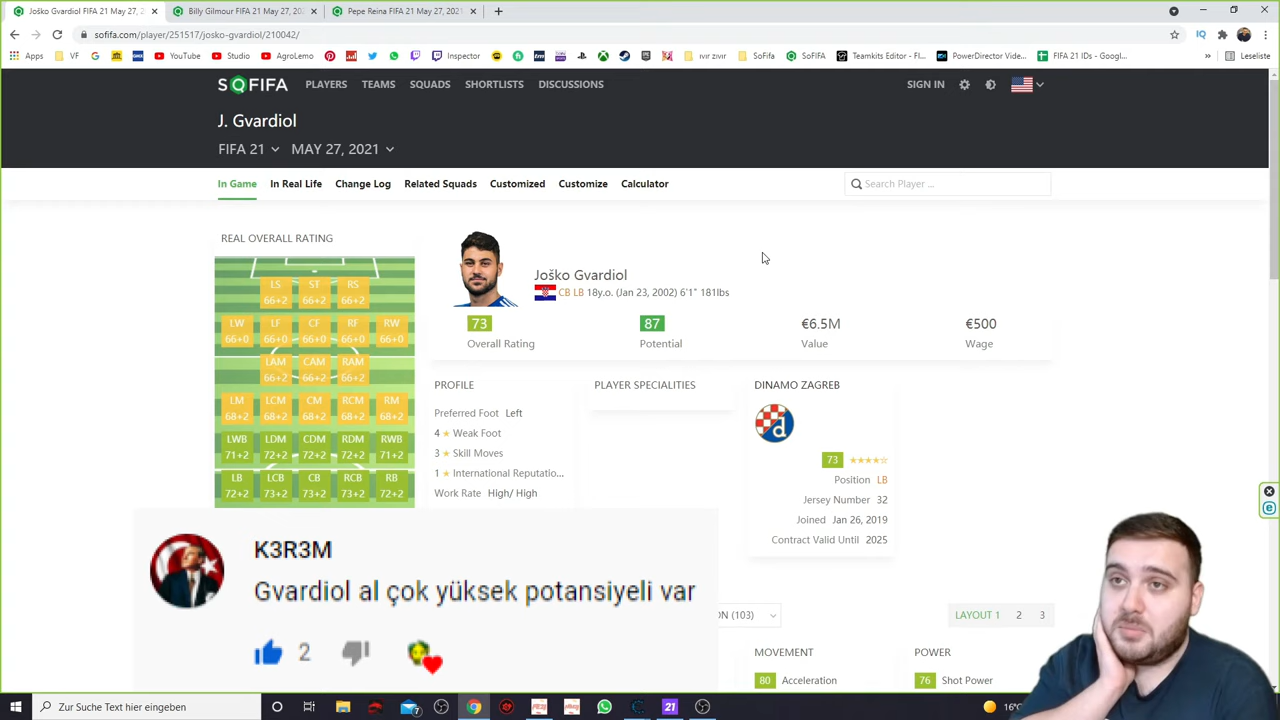 Joško Gvardiol FIFA 21 May 27, 2
Billy Gilmour FIFA 21 May 27, 202
Pepe Reina FIFA 21 May 27, 2021
sofifa.com/player/251517/josko-gvardiol/210042/
Apps
VF
YouTube
Studio
AgroLemo
Inspector
ıvır zıvır
SoFifa
SoFIFA
Teamkits Editor - Fl...
PowerDirector Vide...
FIFA 21 IDs - Googl...
Leseliste
SOFIFA
PLAYERS
TEAMS
SQUADS
SHORTLISTS
DISCUSSIONS
SIGN IN
J. Gvardiol
FIFA 21
MAY 27, 2021
In Game
In Real Life
Change Log
Related Squads
Customized
Customize
Calculator
Search Player ...
REAL OVERALL RATING
LS ST RS
66+2 66+2 66+2
LW LF CF RF RW
66+0 66+0 66+0 66+0 66+0
LAM CAM RAM
66+2 66+2 66+2
LM LCM CM RCM RM
68+2 68+2 68+2 68+2 68+2
LWB LDM CDM RDM RWB
71+2 72+2 72+2 72+2 71+2
LB LCB CB RCB RB
72+2 73+2 73+2 73+2 72+2
Joško Gvardiol
CB LB 18y.o. (Jan 23, 2002) 6'1" 181lbs
73
Overall Rating
87
Potential
€6.5M
Value
€500
Wage
PROFILE
Preferred Foot Left
4 Weak Foot
3 Skill Moves
1 International Reputatio...
Work Rate High/ High
PLAYER SPECIALITIES
DINAMO ZAGREB
73
Position LB
Jersey Number 32
Joined Jan 26, 2019
Contract Valid Until 2025
K3R3M
Gvardiol al çok yüksek potansiyeli var
2
ON (103)
LAYOUT 1 2 3
MOVEMENT
80 Acceleration
POWER
76 Shot Power
Zur Suche Text hier eingeben
7
21
16°